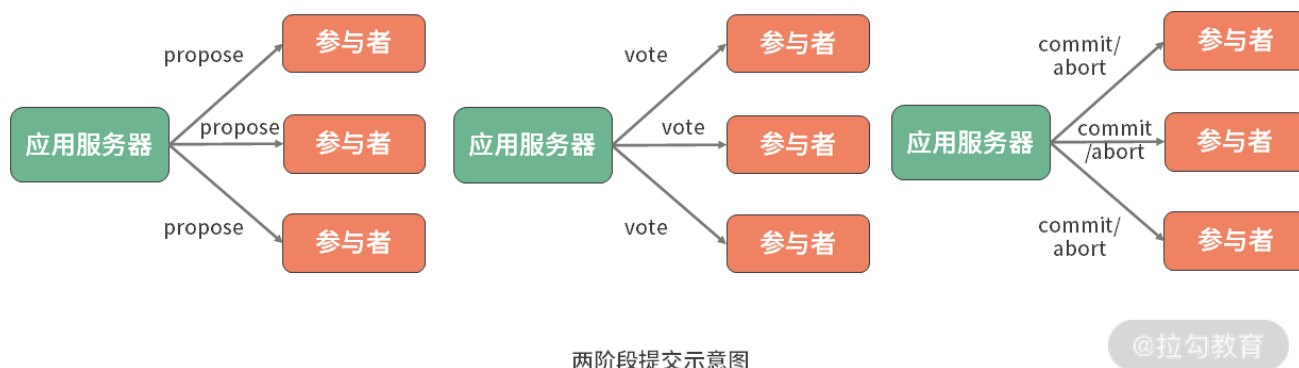 propose
参与者
应用服务器
propose
参与者
propose
参与者
vote
参与者
应用服务器
vote
参与者
vote
参与者
commit/
abort
参与者
应用服务器
commit
/abort
参与者
commit/
abort
参与者
两阶段提交示意图
@拉勾教育